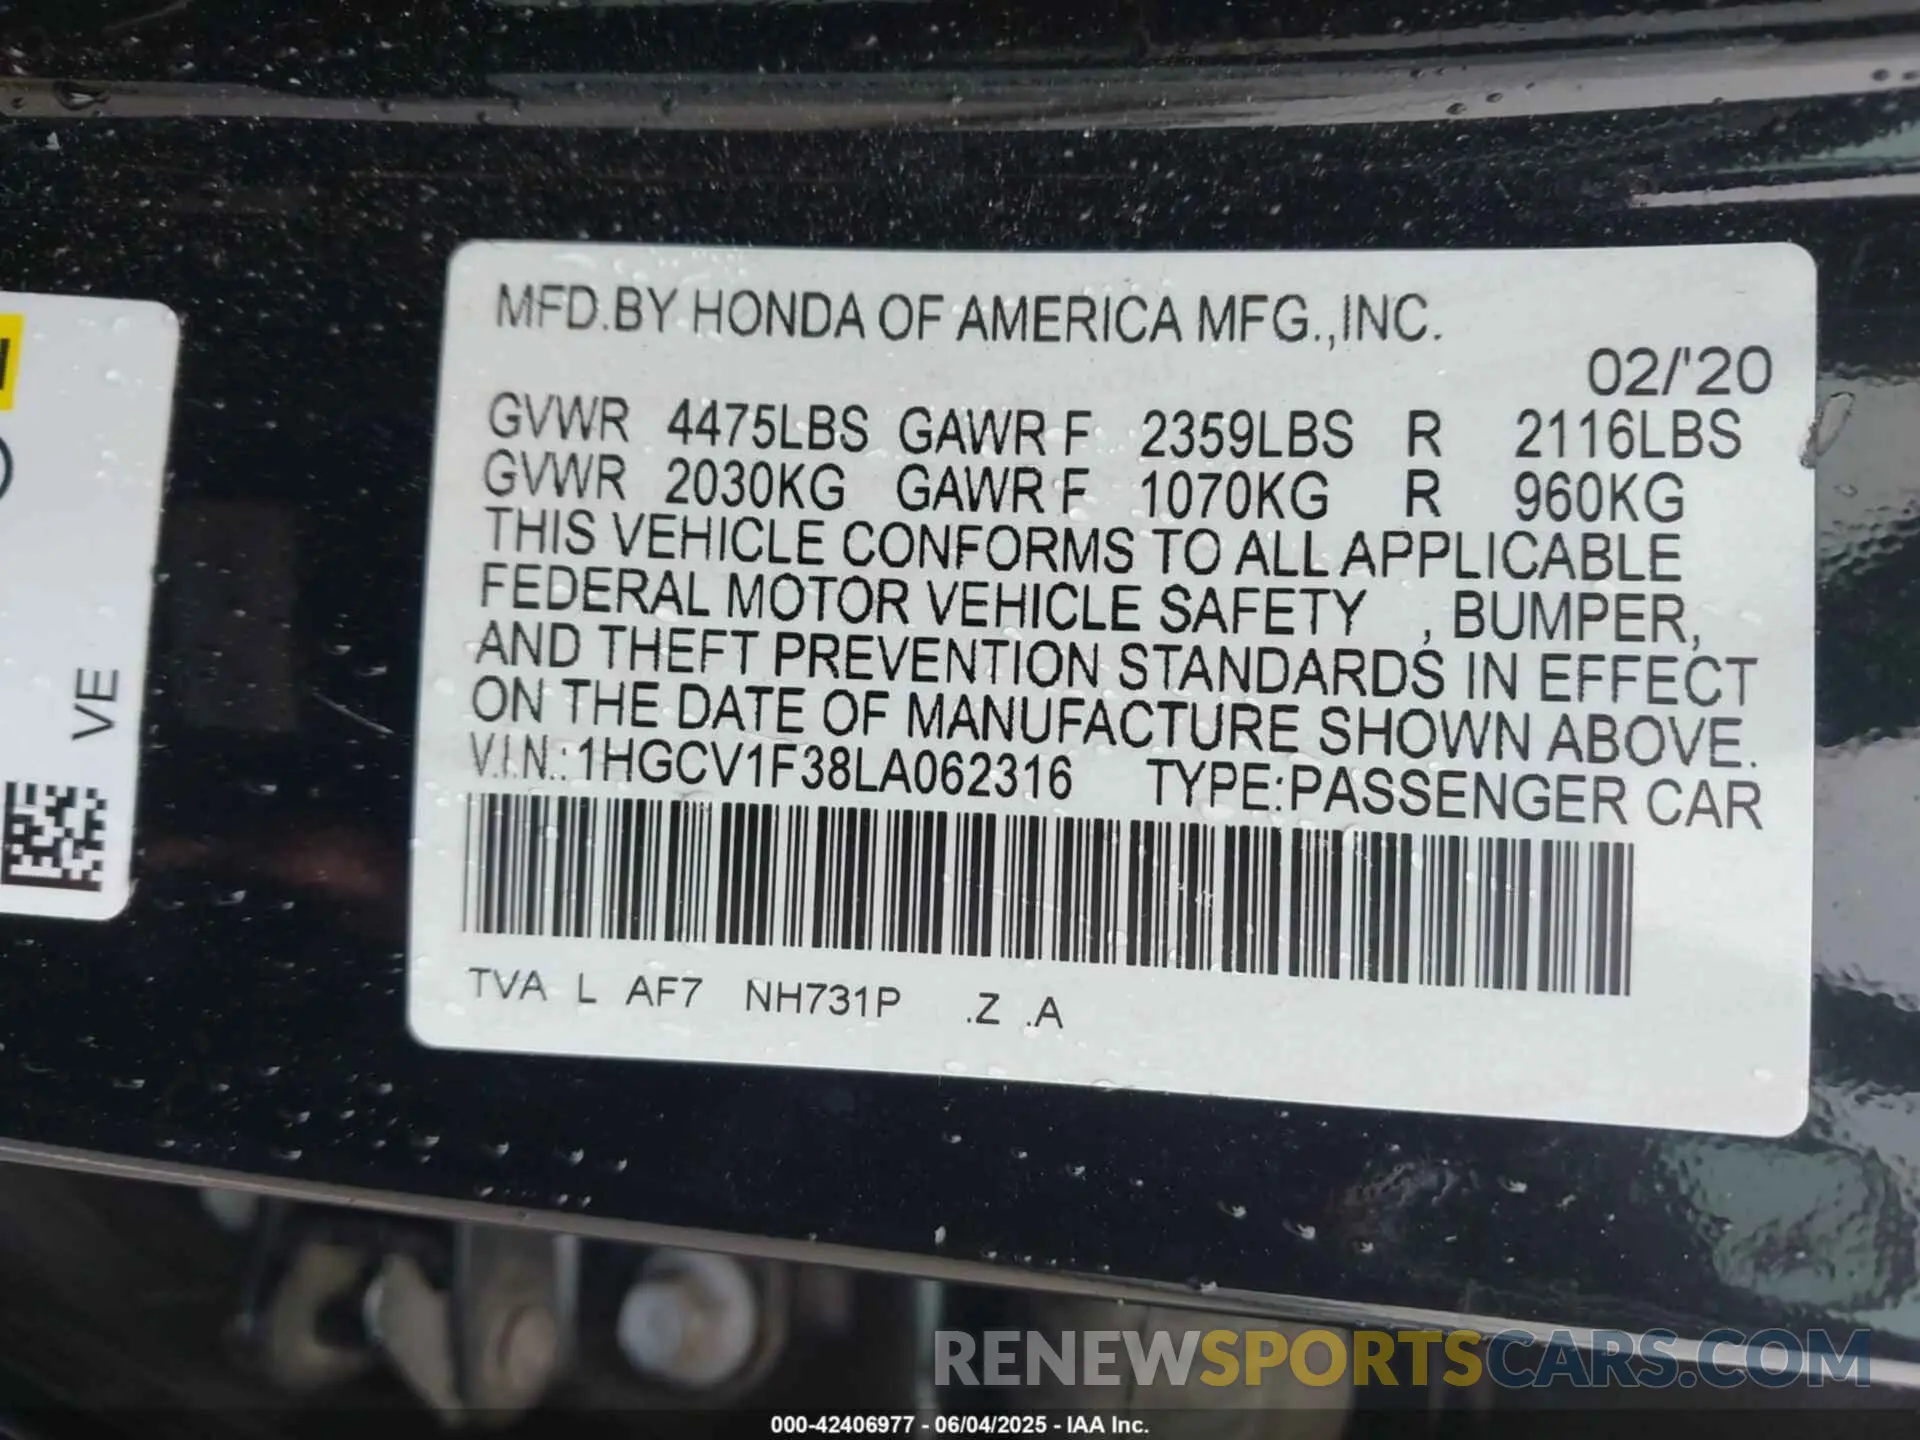 MFD.BY HONDA OF AMERICA MFG.,INC.
02/'20
GVWR 4475LBS GAWR F 2359LBS R 2116LBS
GVWR 2030KG GAWR F 1070KG R 960KG
THIS VEHICLE CONFORMS TO ALL APPLICABLE
FEDERAL MOTOR VEHICLE SAFETY , BUMPER,
AND THEFT PREVENTION STANDARDS IN EFFECT
ON THE DATE OF MANUFACTURE SHOWN ABOVE.
V.I.N.: 1HGCV1F38LA062316 TYPE:PASSENGER CAR
TVA L AF7 NH731P .Z .A
VE
RENEWSPORTSCARS.COM
000-42406977 - 06/04/2025 - IAA Inc.